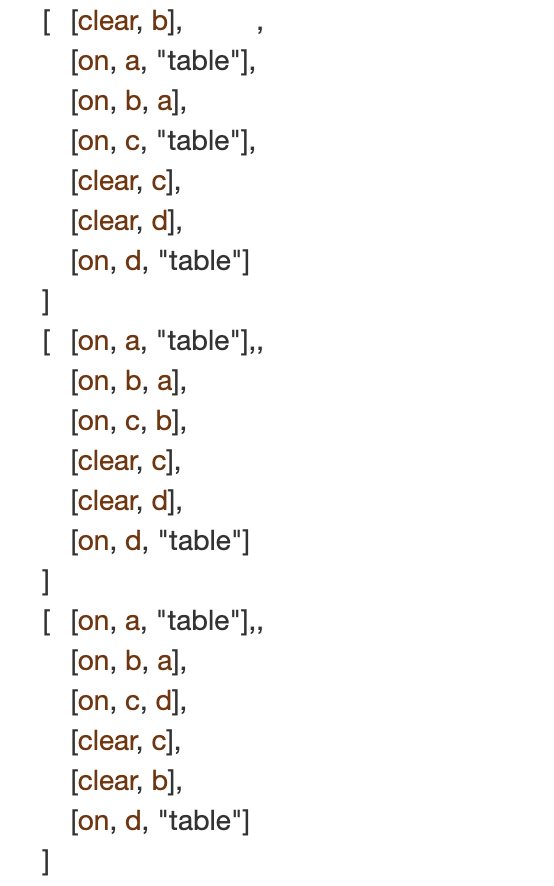 [ [clear, b], ,
[on, a, "table"],
[on, b, a],
[on, c, "table"],
[clear, c],
[clear, d],
[on, d, "table"]
]
[ [on, a, "table"],,
[on, b, a],
[on, c, b],
[clear, c],
[clear, d],
[on, d, "table"]
]
[ [on, a, "table"],,
[on, b, a],
[on, c, d],
[clear, c],
[clear, b],
[on, d, "table"]
]